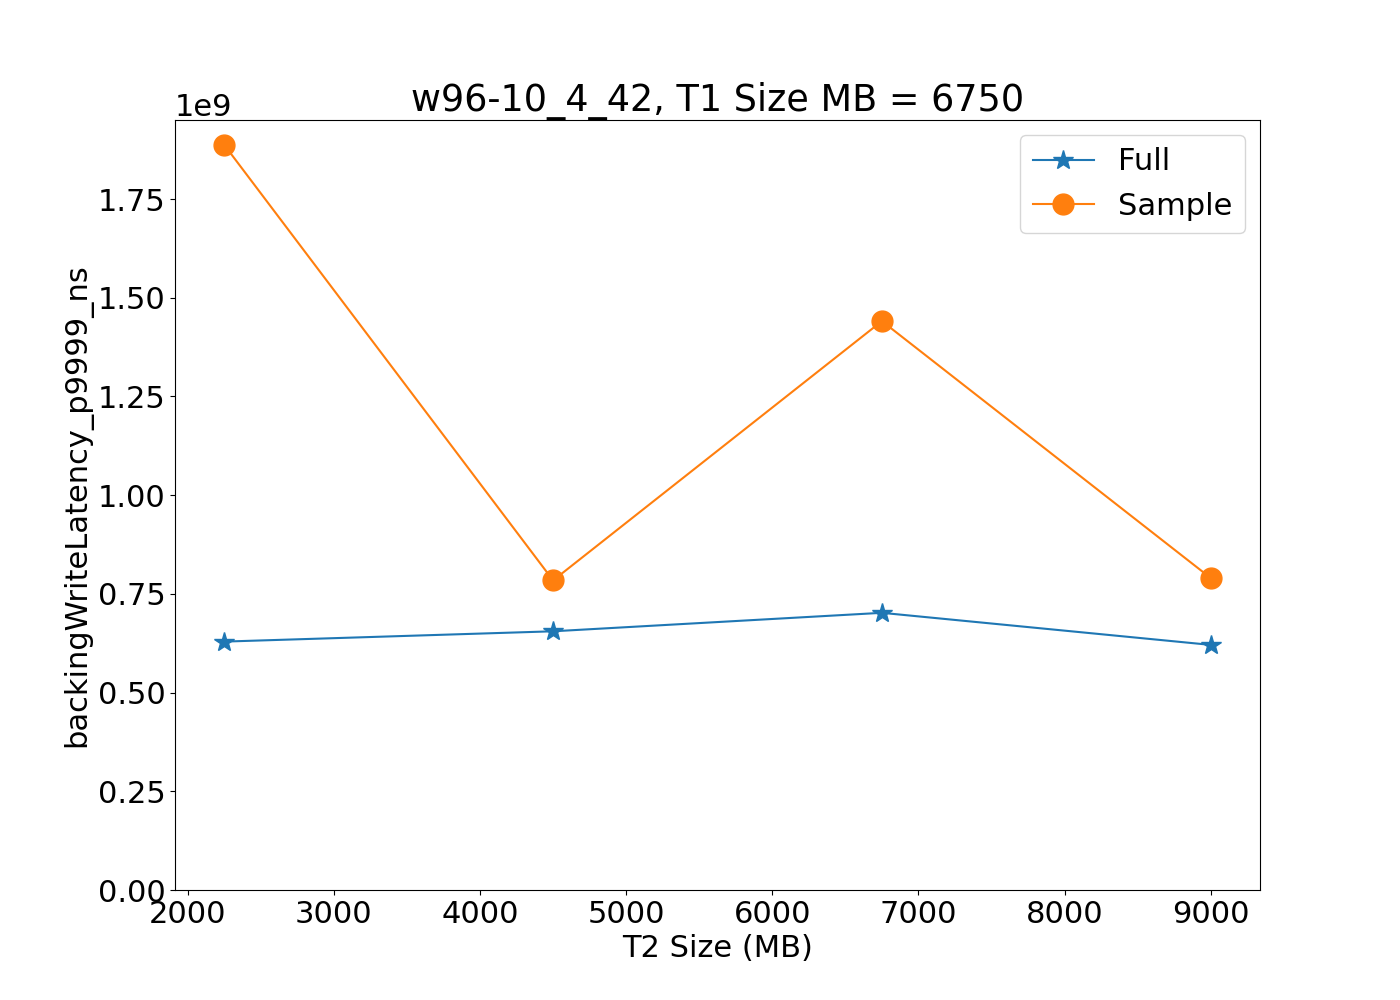 w96-10_4_42, T1 Size MB = 6750
1e9
Full
Sample
1.75
1.50
1.25
1.00
0.75
0.50
0.25
0.00
backingWriteLatency_p9999_ns
2000 3000 4000 5000 6000 7000 8000 9000
T2 Size (MB)